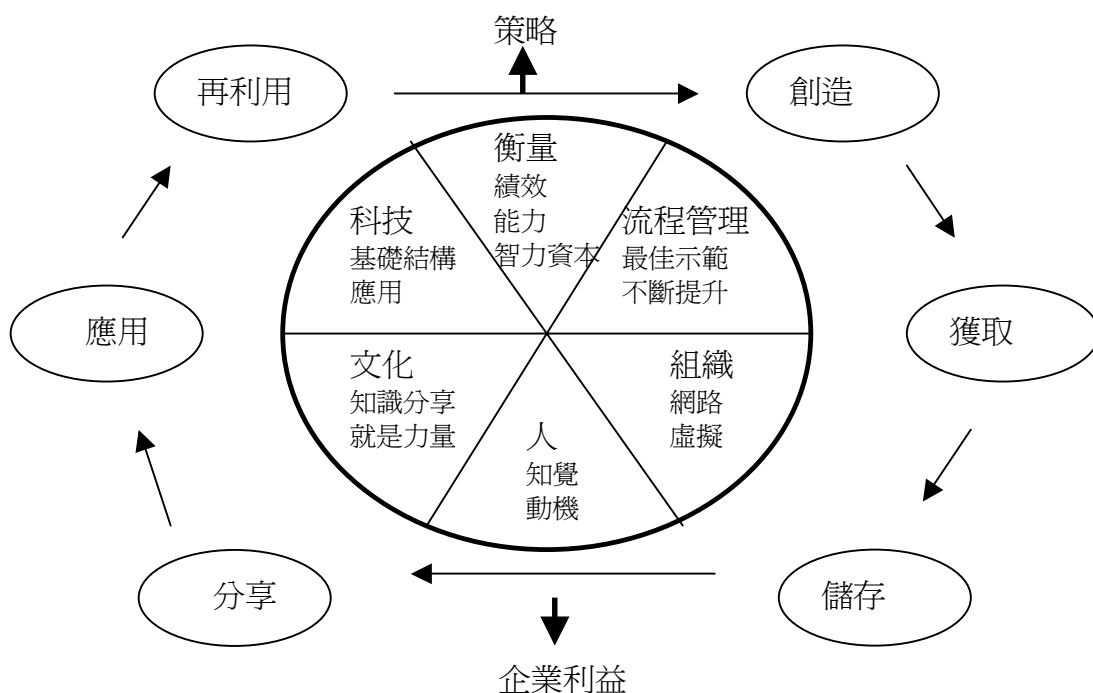 策略
再利用
創造
衡量
績效
能力
智力資本
科技
基礎結構
應用
流程管理
最佳示範
不斷提升
應用
獲取
文化
知識分享
就是力量
組織
網路
虛擬
人
知覺
動機
分享
儲存
企業利益